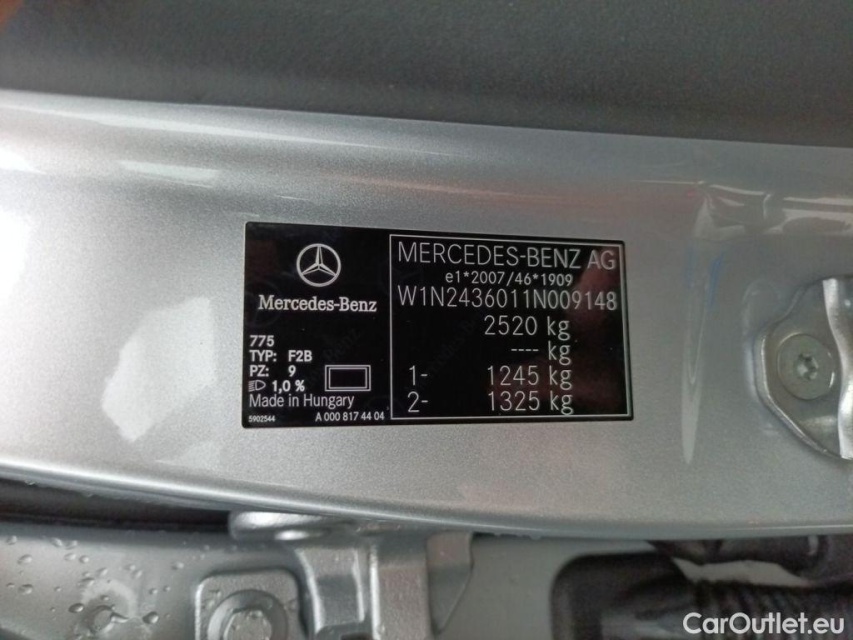 Mercedes-Benz
775
TYP: F2B
PZ: 9
1,0 %
Made in Hungary
5902544 A 000 817 44 04
MERCEDES-BENZ AG
e1*2007/46*1909
W1N2436011N009148
2520 kg
---- kg
1- 1245 kg
2- 1325 kg
CarOutlet.eu